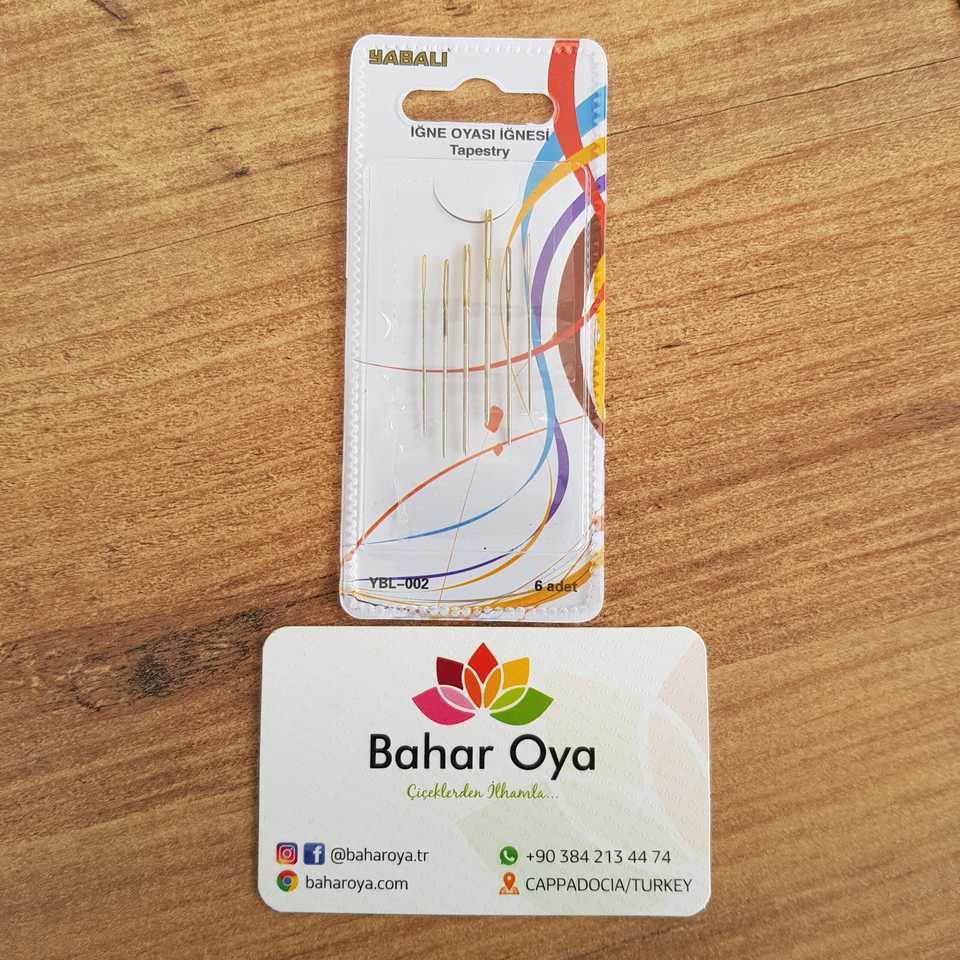 YABALI
İĞNE OYASI İĞNESİ
Tapestry
YBL-002
6 adet
Bahar Oya
Çiçeklerden İlhamla...
@baharoya.tr
+90 384 213 44 74
baharoya.com
CAPPADOCIA/TURKEY